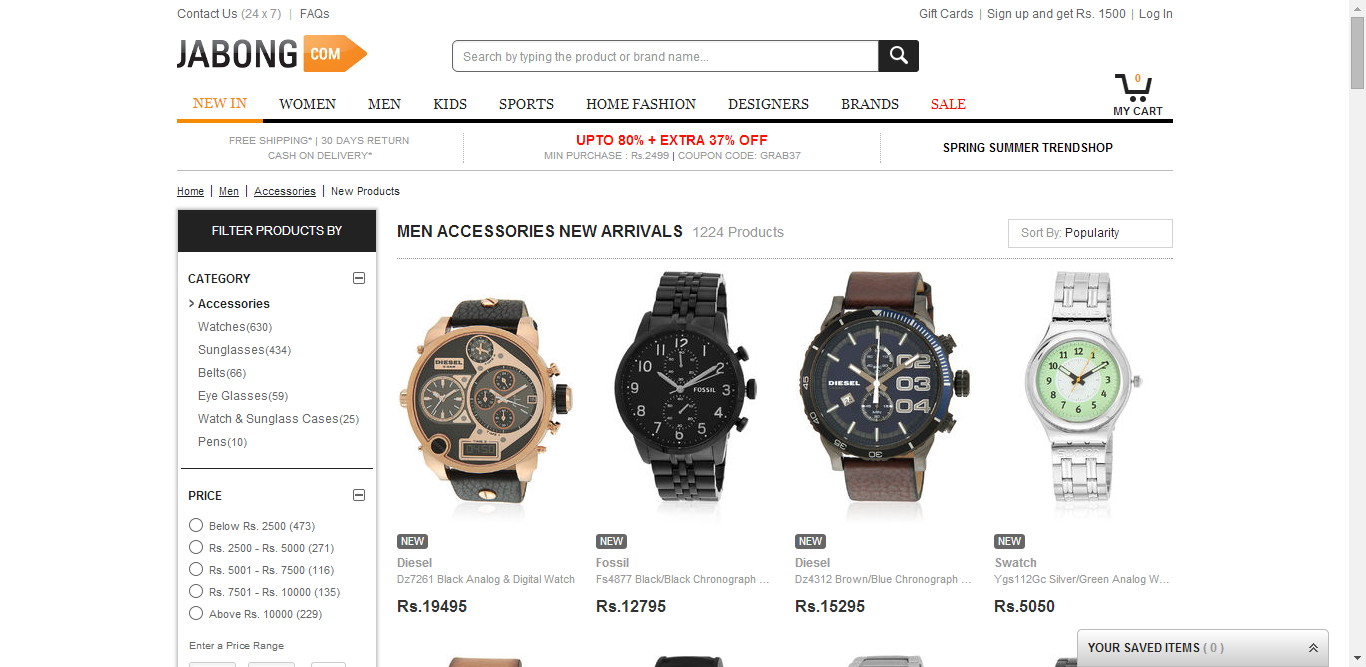 Contact Us (24 x 7) | FAQs
Gift Cards | Sign up and get Rs. 1500 | Log In
JABONG COM
Search by typing the product or brand name...
0
MY CART
NEW IN WOMEN MEN KIDS SPORTS HOME FASHION DESIGNERS BRANDS SALE
FREE SHIPPING* | 30 DAYS RETURN
CASH ON DELIVERY*
UPTO 80% + EXTRA 37% OFF
MIN PURCHASE : Rs.2499 | COUPON CODE: GRAB37
SPRING SUMMER TRENDSHOP
Home | Men | Accessories | New Products
FILTER PRODUCTS BY
CATEGORY
> Accessories
Watches(630)
Sunglasses(434)
Belts(66)
Eye Glasses(59)
Watch & Sunglass Cases(25)
Pens(10)
PRICE
Below Rs. 2500 (473)
Rs. 2500 - Rs. 5000 (271)
Rs. 5001 - Rs. 7500 (116)
Rs. 7501 - Rs. 10000 (135)
Above Rs. 10000 (229)
Enter a Price Range
MEN ACCESSORIES NEW ARRIVALS 1224 Products
Sort By: Popularity
DIESEL
FOSSIL
DIESEL
02
03
04
NEW
Diesel
Dz7261 Black Analog & Digital Watch
Rs.19495
NEW
Fossil
Fs4877 Black/Black Chronograph ...
Rs.12795
NEW
Diesel
Dz4312 Brown/Blue Chronograph ...
Rs.15295
NEW
Swatch
Ygs112Gc Silver/Green Analog W...
Rs.5050
YOUR SAVED ITEMS ( 0 )